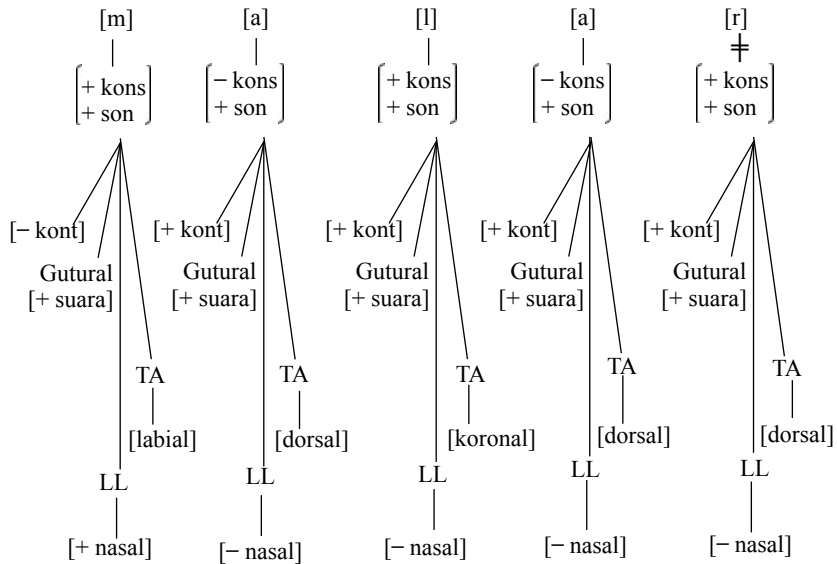 [m] [a] [l] [a] [r]
+ kons – kons + kons – kons + kons
+ son + son + son + son + son
[– kont] [+ kont] [+ kont] [+ kont] [+ kont]
Gutural Gutural Gutural Gutural Gutural
[+ suara] [+ suara] [+ suara] [+ suara] [+ suara]
TA TA TA TA TA
[labial] [dorsal] [koronal] [dorsal] [dorsal]
LL LL LL LL LL
[+ nasal] [– nasal] [– nasal] [– nasal] [– nasal]